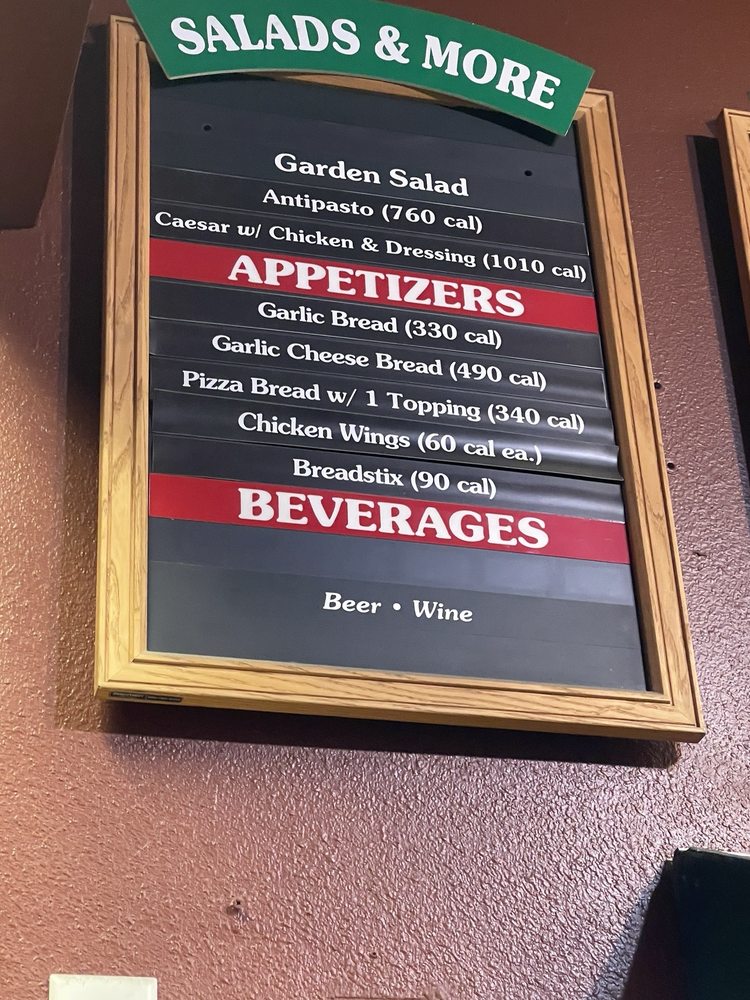 SALADS & MORE
Garden Salad
Antipasto (760 cal)
Caesar w/ Chicken & Dressing (1010 cal)
APPETIZERS
Garlic Bread (330 cal)
Garlic Cheese Bread (490 cal)
Pizza Bread w/ 1 Topping (340 cal)
Chicken Wings (60 cal ea.)
Breadstix (90 cal)
BEVERAGES
Beer • Wine